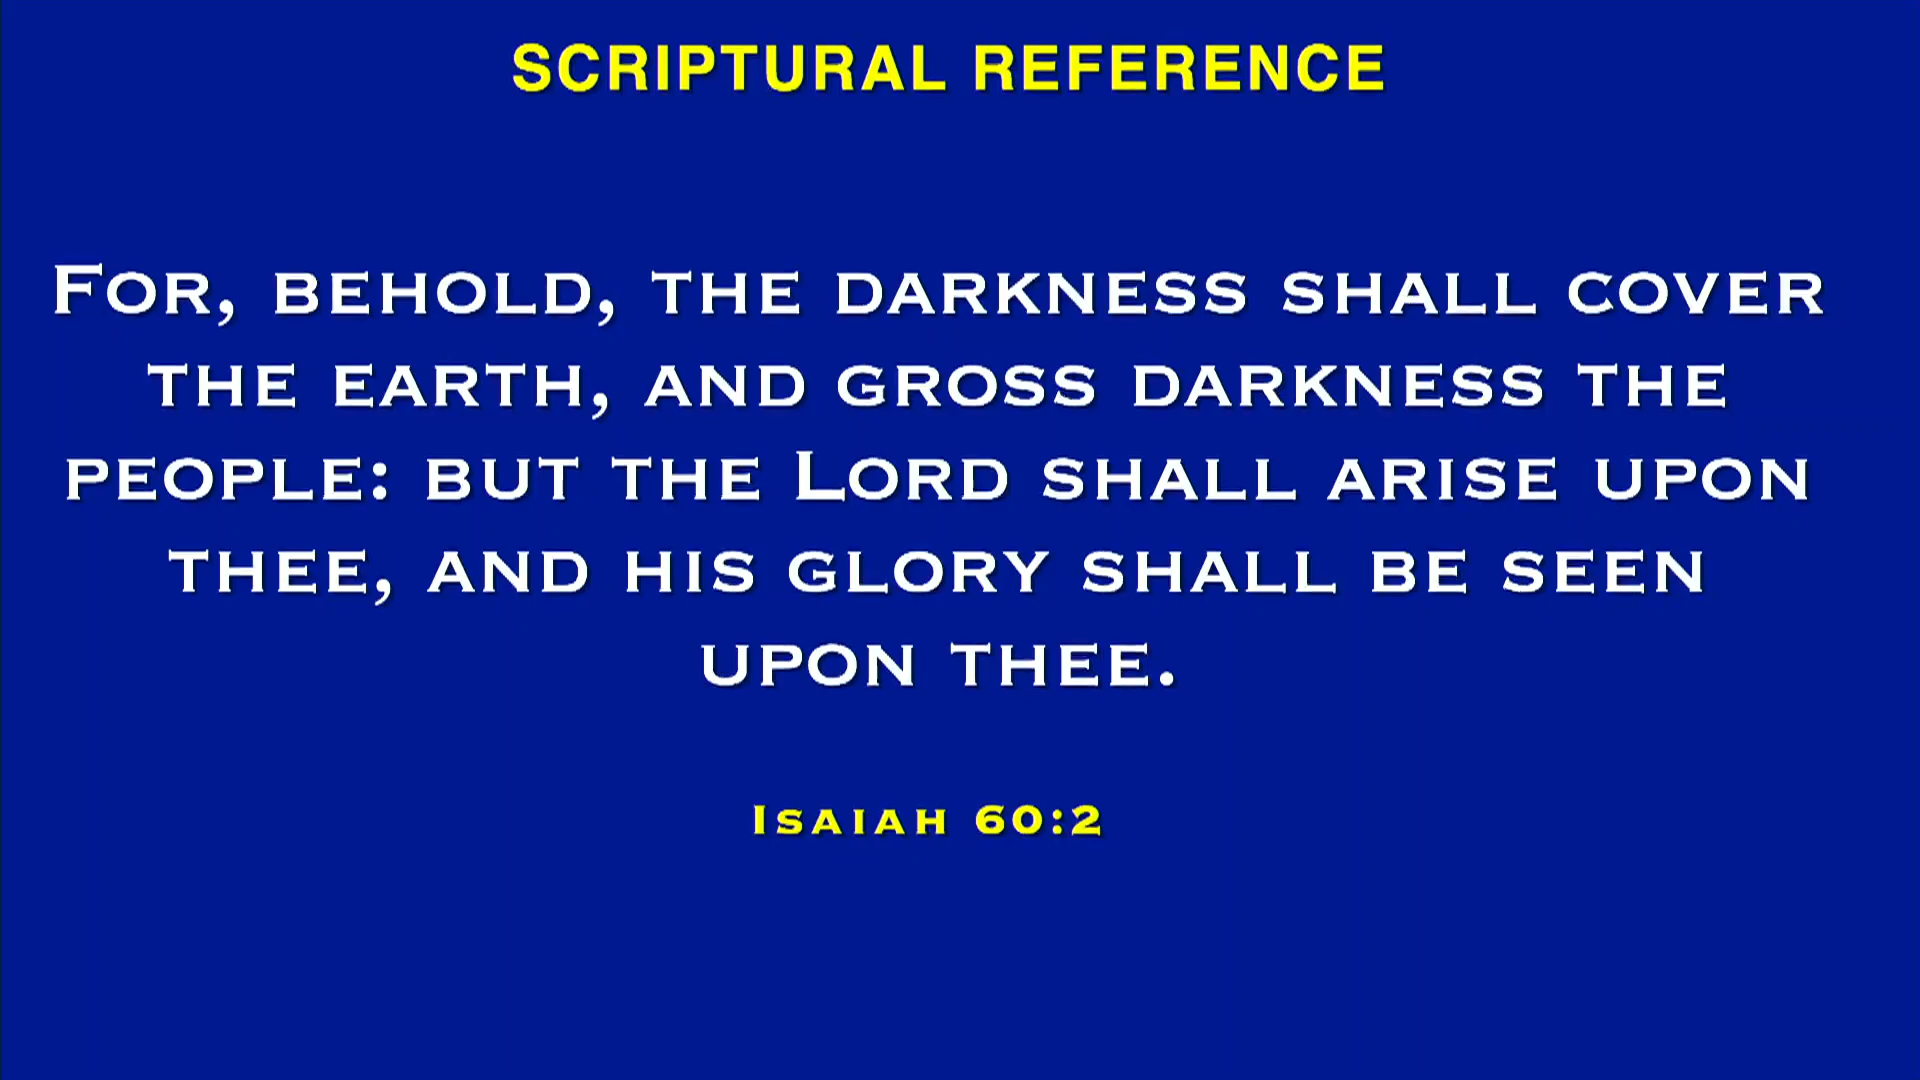 SCRIPTURAL REFERENCE
For, behold, the darkness shall cover
the earth, and gross darkness the
people: but the Lord shall arise upon
thee, and his glory shall be seen
upon thee.
Isaiah 60:2